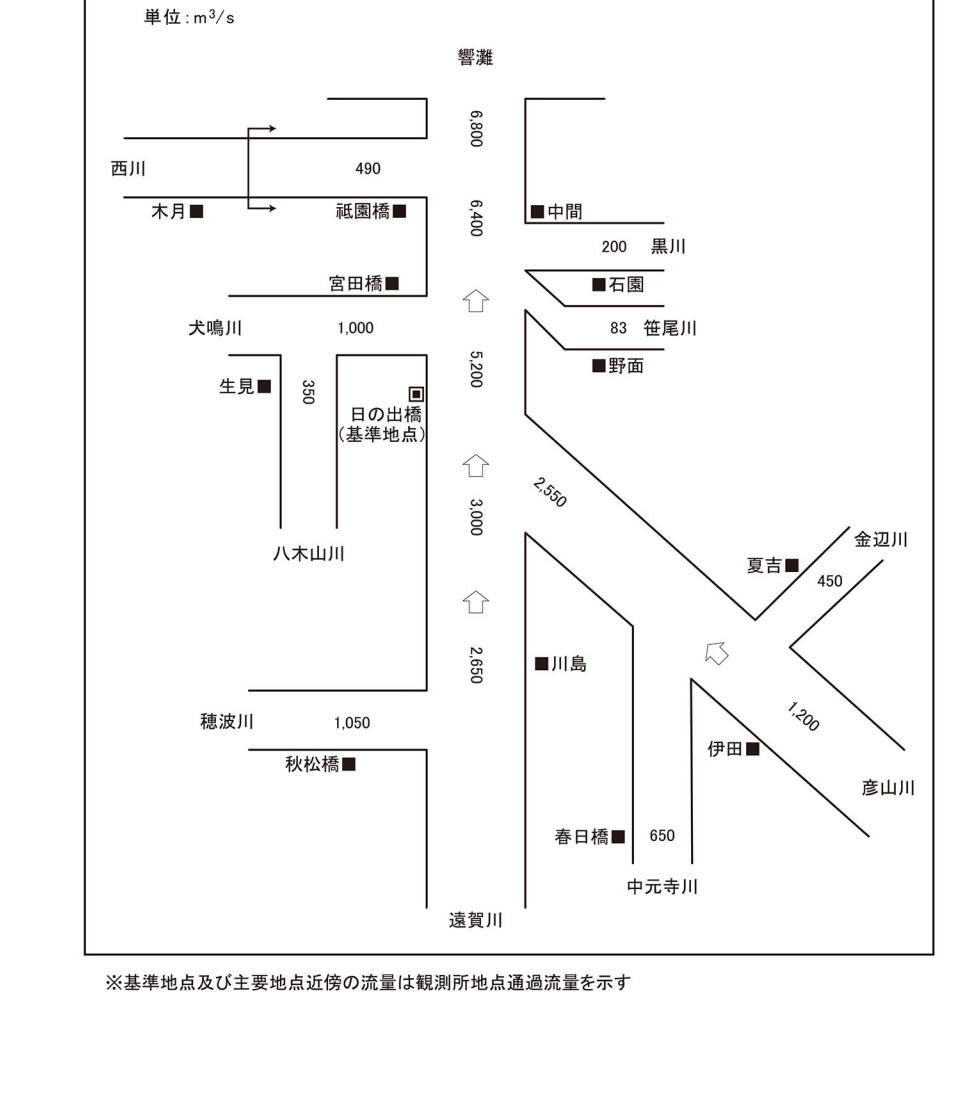 単位:m³/s
響灘
6,800
西川
490
木月■
祗園橋■
6,400
■中間
200 黒川
宮田橋■
■石園
犬鳴川
1,000
83 笹尾川
5,200
■野面
生見■
350
日の出橋
(基準地点)
2,550
3,000
八木山川
金辺川
夏吉■
450
2,650
■川島
穂波川
1,050
1,200
伊田■
秋松橋■
彦山川
春日橋■
650
中元寺川
遠賀川
※基準地点及び主要地点近傍の流量は観測所地点通過流量を示す